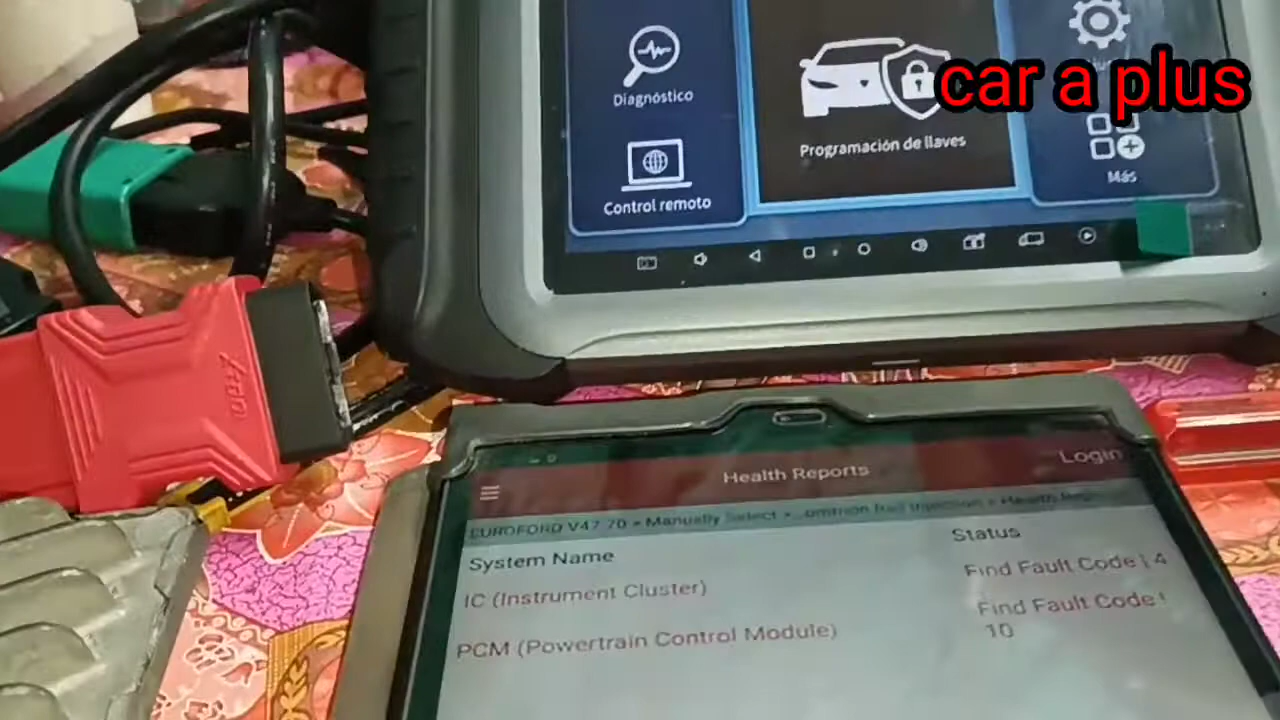 Diagnóstico
Control remoto
Programación de llaves
car a plus
Más
Health Reports
Login
EUROFORD V47.70 > Manually Select >
System Name
Status
IC (Instrument Cluster)
Find Fault Code | 4
PCM (Powertrain Control Module)
Find Fault Code |
10